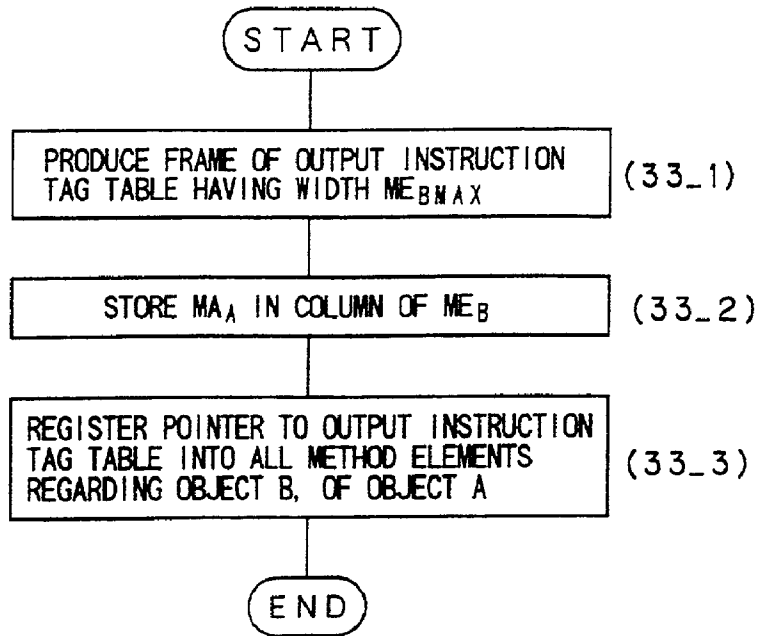 START
PRODUCE FRAME OF OUTPUT INSTRUCTION
TAG TABLE HAVING WIDTH ME_BMAX
(33_1)
STORE MA_A IN COLUMN OF ME_B
(33_2)
REGISTER POINTER TO OUTPUT INSTRUCTION
TAG TABLE INTO ALL METHOD ELEMENTS
REGARDING OBJECT B, OF OBJECT A
(33_3)
END